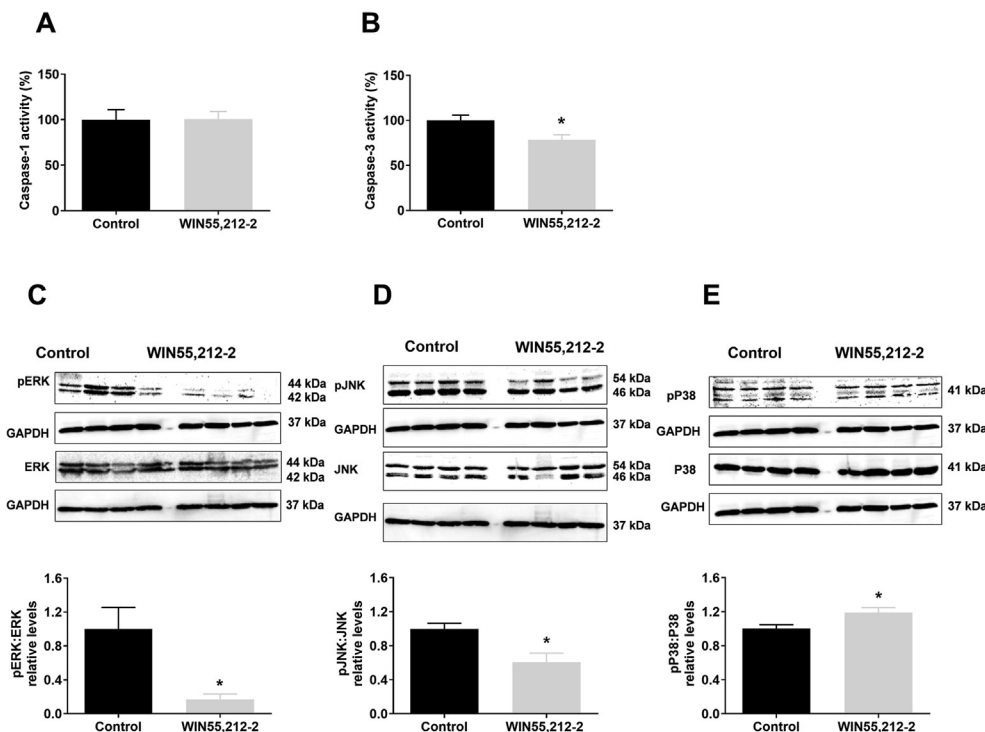 A
Caspase-1 activity (%)
150
100
50
0
Control WIN55,212-2
B
Caspase-3 activity (%)
150
100
50
0
*
Control WIN55,212-2
C
Control WIN55,212-2
pERK 44 kDa
42 kDa
GAPDH 37 kDa
ERK 44 kDa
42 kDa
GAPDH 37 kDa
pERK:ERK
relative levels
1.6
1.2
0.8
0.4
0.0
*
Control WIN55,212-2
D
Control WIN55,212-2
pJNK 54 kDa
46 kDa
GAPDH 37 kDa
JNK 54 kDa
46 kDa
GAPDH 37 kDa
pJNK:JNK
relative levels
1.6
1.2
0.8
0.4
0.0
*
Control WIN55,212-2
E
Control WIN55,212-2
pP38 41 kDa
GAPDH 37 kDa
P38 41 kDa
GAPDH 37 kDa
pP38:P38
relative levels
1.6
1.2
0.8
0.4
0.0
*
Control WIN55,212-2